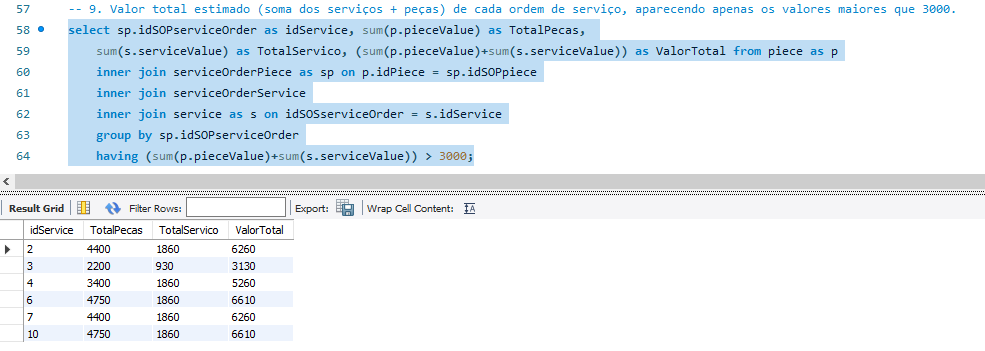 57 -- 9. Valor total estimado (soma dos serviços + peças) de cada ordem de serviço, aparecendo apenas os valores maiores que 3000.
58 select sp.idSOPserviceOrder as idService, sum(p.pieceValue) as TotalPecas,
59 sum(s.serviceValue) as TotalServico, (sum(p.pieceValue)+sum(s.serviceValue)) as ValorTotal from piece as p
60 inner join serviceOrderPiece as sp on p.idPiece = sp.idSOPpiece
61 inner join serviceOrderService
62 inner join service as s on idSOSserviceOrder = s.idService
63 group by sp.idSOPserviceOrder
64 having (sum(p.pieceValue)+sum(s.serviceValue)) > 3000;
Result Grid Filter Rows: Export: Wrap Cell Content:
idService TotalPecas TotalServico ValorTotal
2 4400 1860 6260
3 2200 930 3130
4 3400 1860 5260
6 4750 1860 6610
7 4400 1860 6260
10 4750 1860 6610